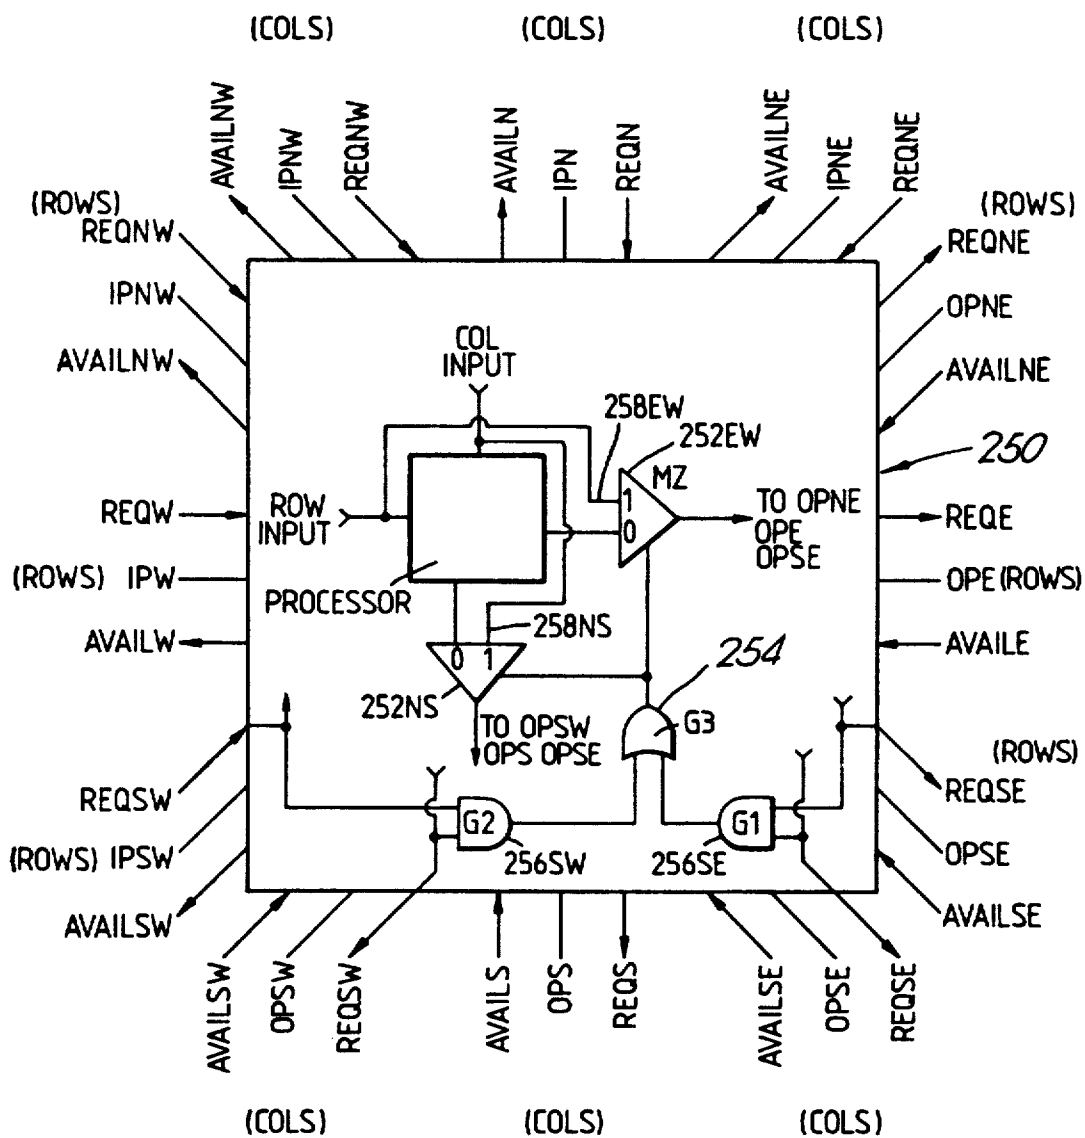 (COLS) (COLS) (COLS)
AVAILNW IPNW REQNW AVAILN IPN REQN AVAILNE IPNE REQNE
(ROWS) (ROWS)
REQNW REQNE
IPNW OPNE
AVAILNW AVAILNE
COL
INPUT
258EW
252EW
250
MZ
REQW ROW
INPUT 1 TO OPNE REQE
0 OPE
OPSE
(ROWS) IPW OPE (ROWS)
PROCESSOR
258NS
AVAILW AVAILE
0 1
254
252NS
G3
TO OPSW
OPS OPSE
(ROWS)
REQSW REQSE
G2 G1
(ROWS) IPSW 256SW 256SE OPSE
AVAILSW AVAILSE
AVAILSW OPSW REQSW AVAILS OPS REQS AVAILSE OPSE REQSE
(COLS) (COLS) (COLS)